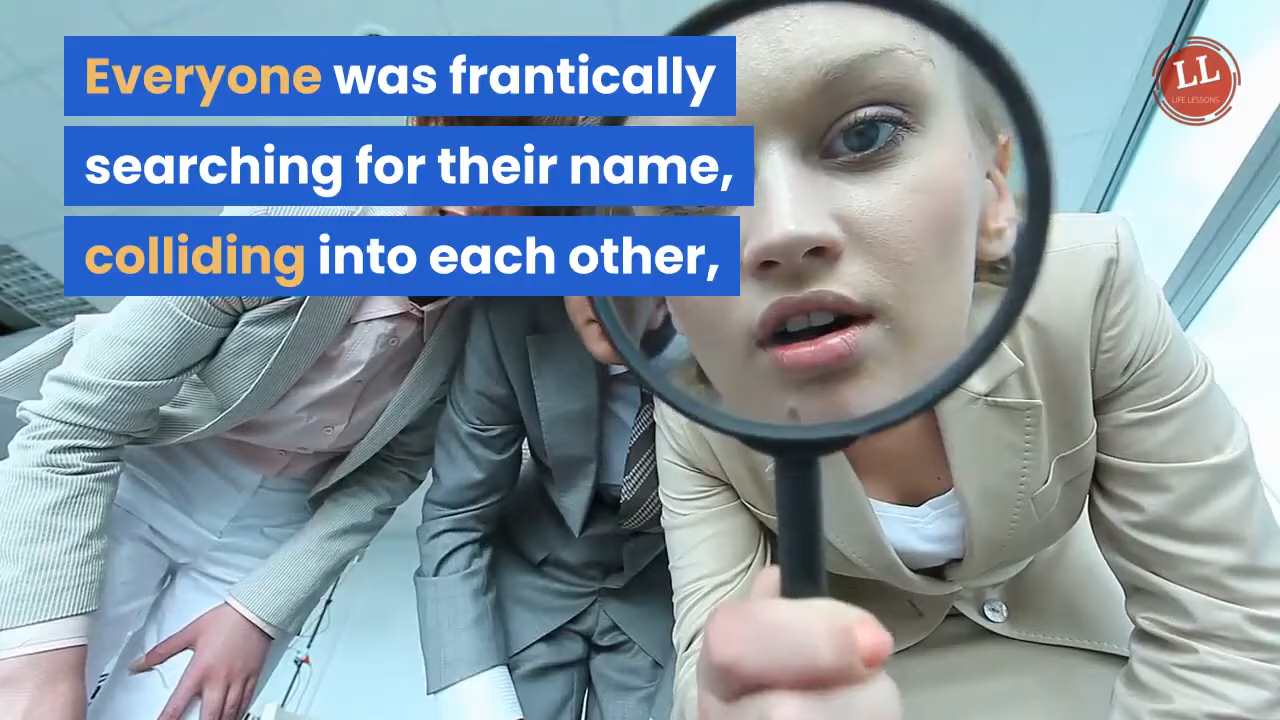 Everyone was frantically
searching for their name,
colliding into each other,
LL
LIFE LESSONS